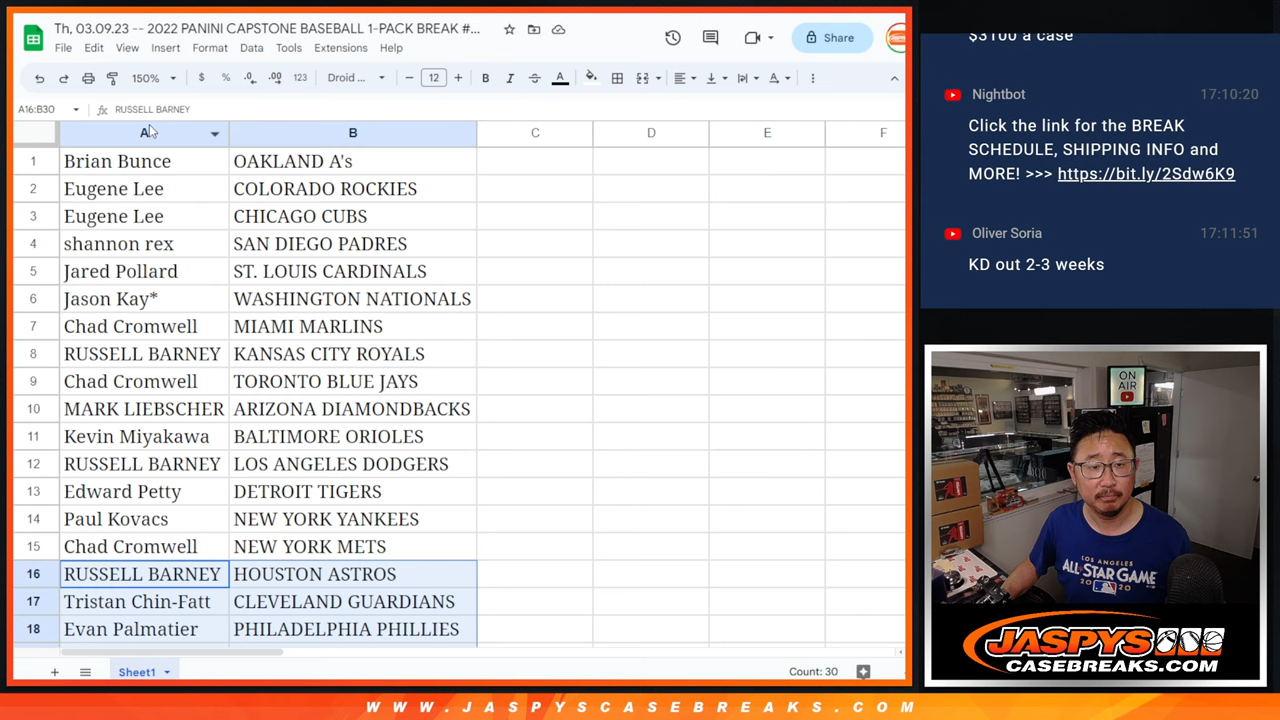 Th, 03.09.23 -- 2022 PANINI CAPSTONE BASEBALL 1-PACK BREAK #...
File Edit View Insert Format Data Tools Extensions Help
Share
150% $ % .0 .00 123 Droid ... 12 B I A
A16:B30 fx RUSSELL BARNEY
A B C D E F
1 Brian Bunce OAKLAND A's
2 Eugene Lee COLORADO ROCKIES
3 Eugene Lee CHICAGO CUBS
4 shannon rex SAN DIEGO PADRES
5 Jared Pollard ST. LOUIS CARDINALS
6 Jason Kay* WASHINGTON NATIONALS
7 Chad Cromwell MIAMI MARLINS
8 RUSSELL BARNEY KANSAS CITY ROYALS
9 Chad Cromwell TORONTO BLUE JAYS
10 MARK LIEBSCHER ARIZONA DIAMONDBACKS
11 Kevin Miyakawa BALTIMORE ORIOLES
12 RUSSELL BARNEY LOS ANGELES DODGERS
13 Edward Petty DETROIT TIGERS
14 Paul Kovacs NEW YORK YANKEES
15 Chad Cromwell NEW YORK METS
16 RUSSELL BARNEY HOUSTON ASTROS
17 Tristan Chin-Fatt CLEVELAND GUARDIANS
18 Evan Palmatier PHILADELPHIA PHILLIES
Sheet1
Count: 30
$3100 a case
Nightbot 17:10:20
Click the link for the BREAK
SCHEDULE, SHIPPING INFO and
MORE! >>> https://bit.ly/2Sdw6K9
Oliver Soria 17:11:51
KD out 2-3 weeks
ON
AIR
LOS ANGELES
ALL STAR GAME
2020
JASPYS
CASEBREAKS.COM
WWW.JASPYSCASEBREAKS.COM